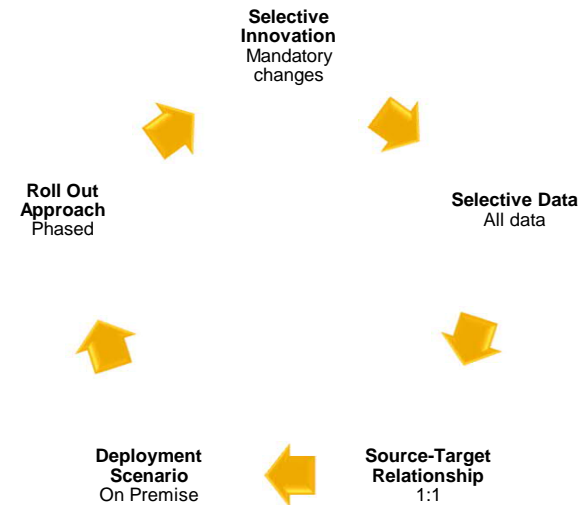 Selective
Innovation
Mandatory
changes
Selective Data
All data
Source-Target
Relationship
1:1
Deployment
Scenario
On Premise
Roll Out
Approach
Phased